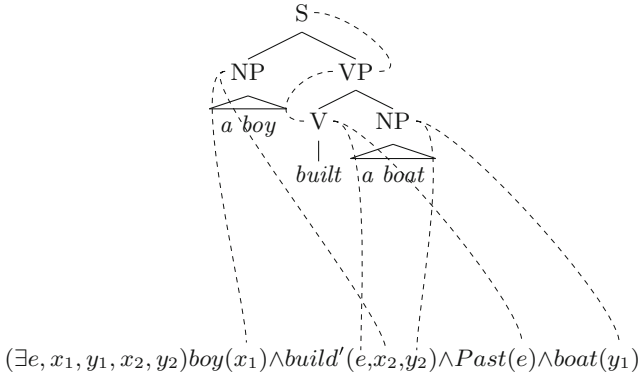 S
NP VP
a boy V NP
built a boat
(∃e, x₁, y₁, x₂, y₂)boy(x₁)∧build′(e,x₂,y₂)∧Past(e)∧boat(y₁)